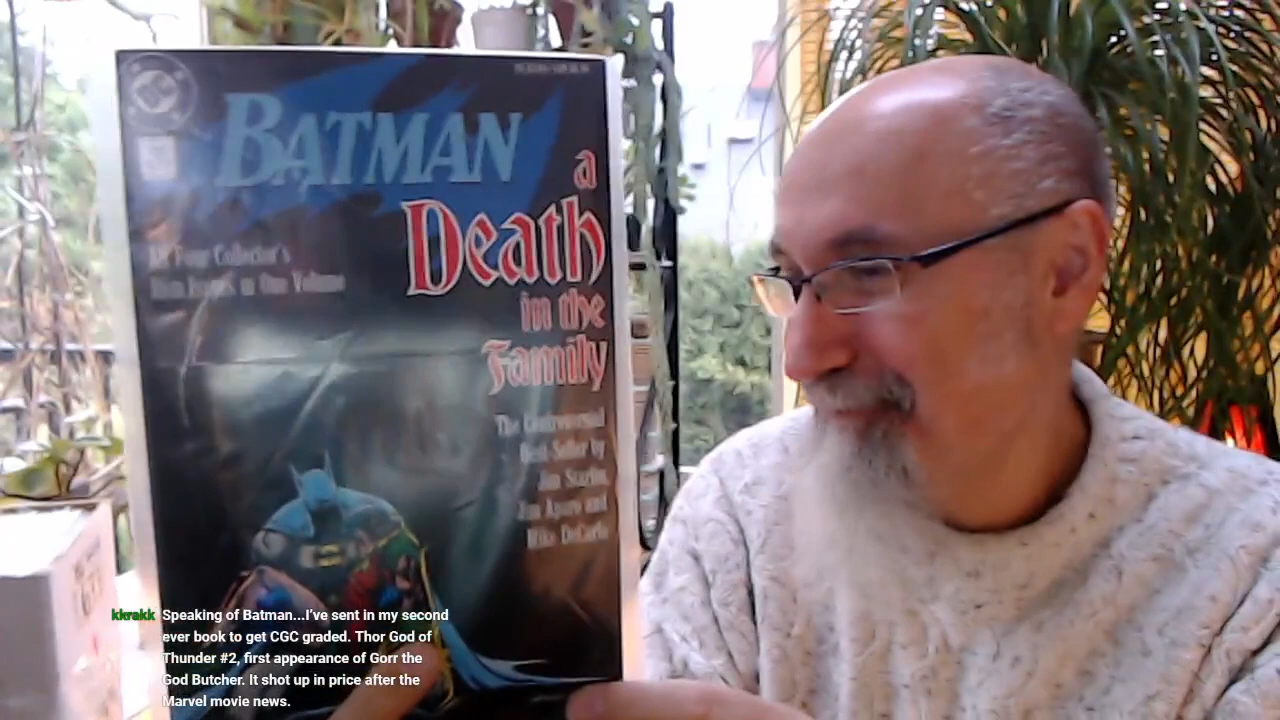 DC
BATMAN
a
Death
in the
Family
All Four Collector's
Item Issues in One Volume
The Controversial
Best-Seller by
Jim Starlin,
Jim Aparo and
Mike DeCarlo
kkrakk Speaking of Batman...I've sent in my second
ever book to get CGC graded. Thor God of
Thunder #2, first appearance of Gorr the
God Butcher. It shot up in price after the
Marvel movie news.